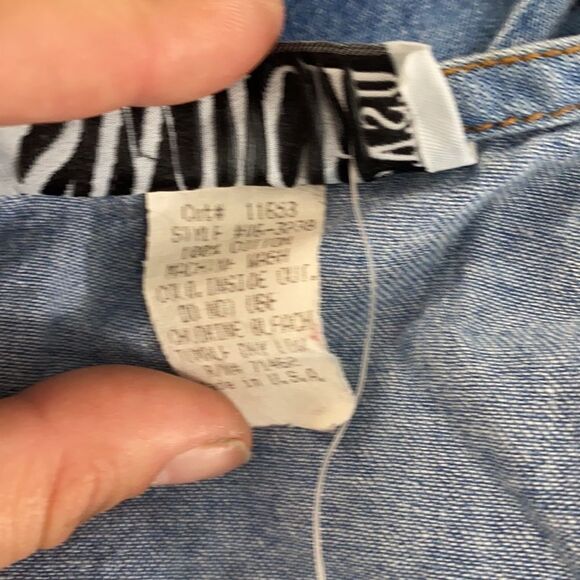 U.S.A.
Cut# 11563
STYLE
100% COTTON
MACHINE WASH
COLD, INSIDE OUT.
DO NOT USE
CHLORINE BLEACH
TUMBLE DRY LOW
Made in U.S.A.